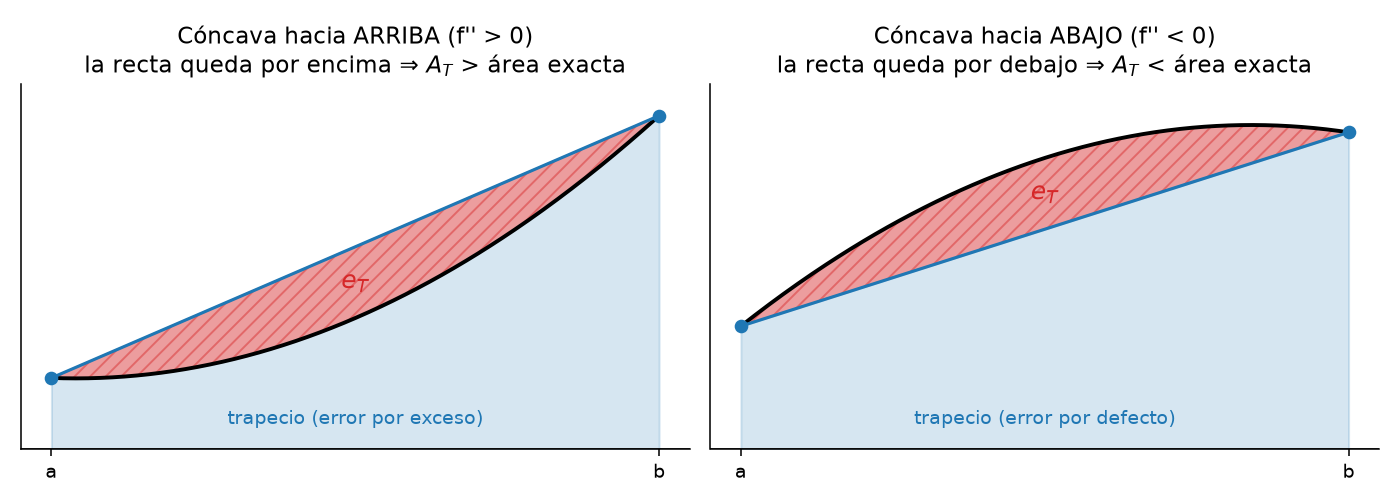 Cóncava hacia ARRIBA (f'' > 0)
la recta queda por encima ⇒ A_T > área exacta
e_T
trapecio (error por exceso)
a
b
Cóncava hacia ABAJO (f'' < 0)
la recta queda por debajo ⇒ A_T < área exacta
e_T
trapecio (error por defecto)
a
b